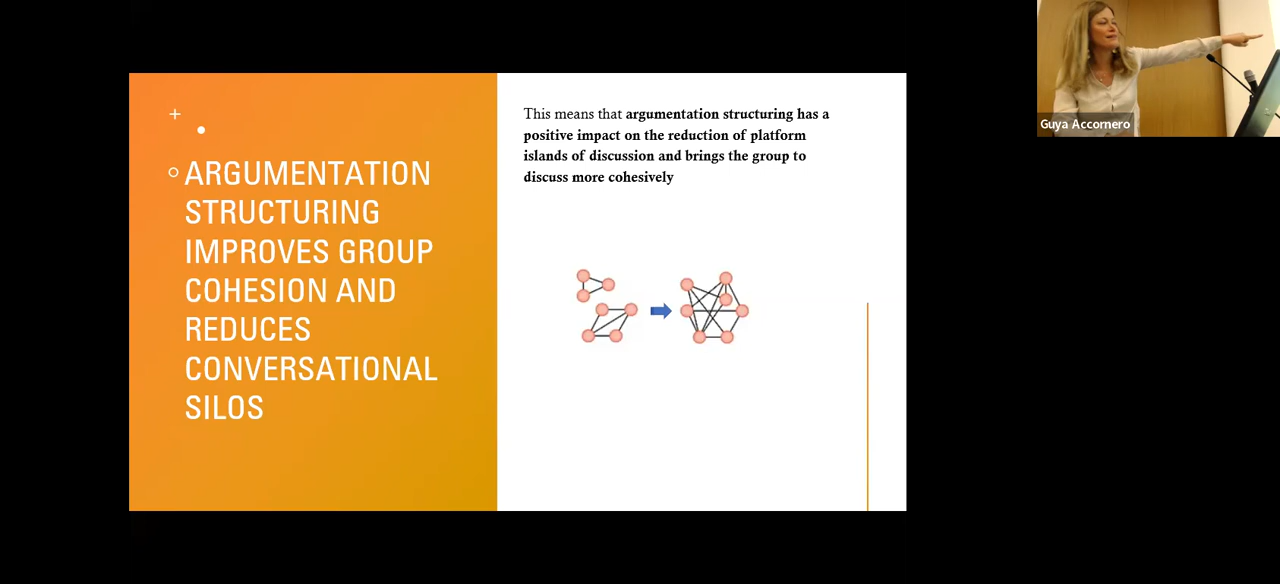 ARGUMENTATION
STRUCTURING
IMPROVES GROUP
COHESION AND
REDUCES
CONVERSATIONAL
SILOS
This means that argumentation structuring has a
positive impact on the reduction of platform
islands of discussion and brings the group to
discuss more cohesively
Guya Accornero